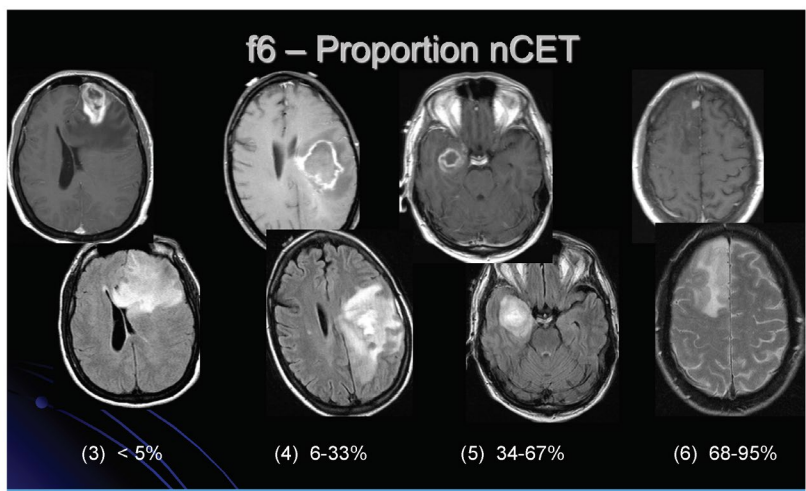 f6 – Proportion nCET
(3) < 5%
(4) 6-33%
(5) 34-67%
(6) 68-95%